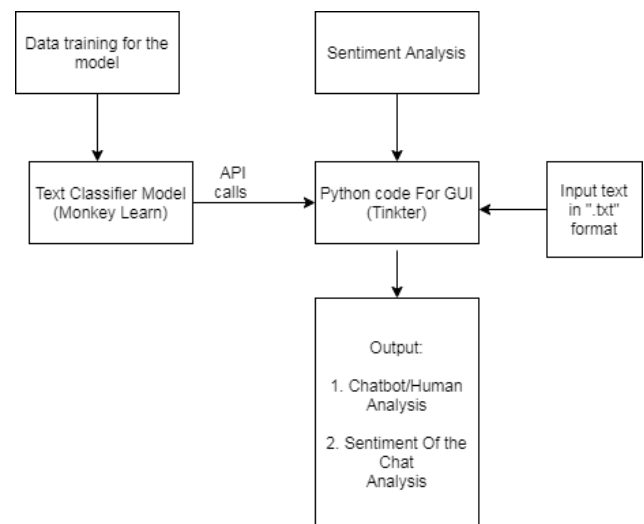 Data training for the
model
Sentiment Analysis
Text Classifier Model
(Monkey Learn)
API
calls
Python code For GUI
(Tinkter)
Input text
in ".txt"
format
Output:
1. Chatbot/Human
Analysis
2. Sentiment Of the
Chat
Analysis